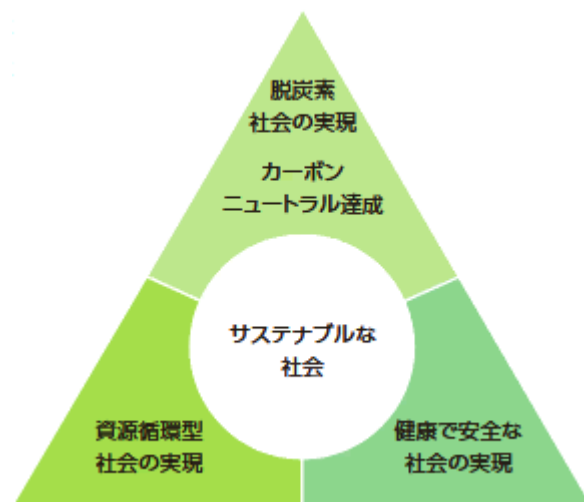 脱炭素
社会の実現
カーボン
ニュートラル達成
サステナブルな
社会
資源循環型
社会の実現
健康で安全な
社会の実現